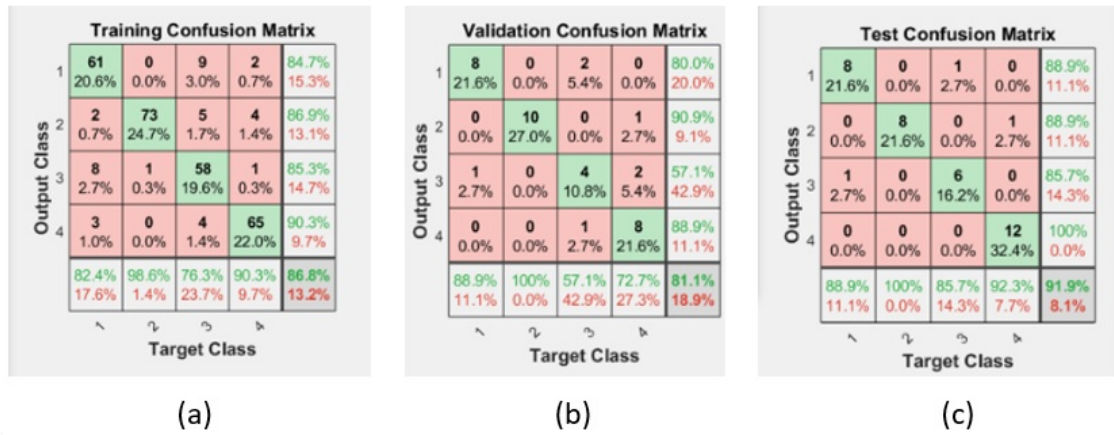 Training Confusion Matrix
Output Class
1
61 0 9 2 84.7%
20.6% 0.0% 3.0% 0.7% 15.3%
2
2 73 5 4 86.9%
0.7% 24.7% 1.7% 1.4% 13.1%
3
8 1 58 1 85.3%
2.7% 0.3% 19.6% 0.3% 14.7%
4
3 0 4 65 90.3%
1.0% 0.0% 1.4% 22.0% 9.7%
82.4% 98.6% 76.3% 90.3% 86.8%
17.6% 1.4% 23.7% 9.7% 13.2%
1 2 3 4
Target Class
(a)
Validation Confusion Matrix
Output Class
1
8 0 2 0 80.0%
21.6% 0.0% 5.4% 0.0% 20.0%
2
0 10 0 1 90.9%
0.0% 27.0% 0.0% 2.7% 9.1%
3
1 0 4 2 57.1%
2.7% 0.0% 10.8% 5.4% 42.9%
4
0 0 1 8 88.9%
0.0% 0.0% 2.7% 21.6% 11.1%
88.9% 100% 57.1% 72.7% 81.1%
11.1% 0.0% 42.9% 27.3% 18.9%
1 2 3 4
Target Class
(b)
Test Confusion Matrix
Output Class
1
8 0 1 0 88.9%
21.6% 0.0% 2.7% 0.0% 11.1%
2
0 8 0 1 88.9%
0.0% 21.6% 0.0% 2.7% 11.1%
3
1 0 6 0 85.7%
2.7% 0.0% 16.2% 0.0% 14.3%
4
0 0 0 12 100%
0.0% 0.0% 0.0% 32.4% 0.0%
88.9% 100% 85.7% 92.3% 91.9%
11.1% 0.0% 14.3% 7.7% 8.1%
1 2 3 4
Target Class
(c)